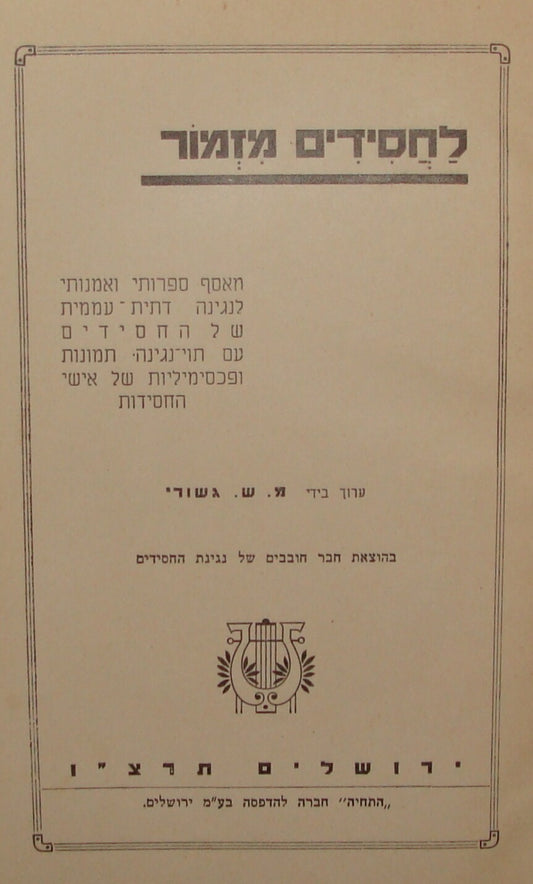 לַחֲסִידִים מִזְמוֹר
מאסף ספרותי ואמנותי
לנגינה דתית־עממית
של החסידים
עם תוי־נגינה, תמונות
ופכסימיליות של אישי
החסידות
ערוך בידי מ. ש. גשורי
בהוצאת חבר חובבים של נגינת החסידים
ירושלים תרצ"ו
„התחיה" חברה להדפסה בע"מ ירושלים.